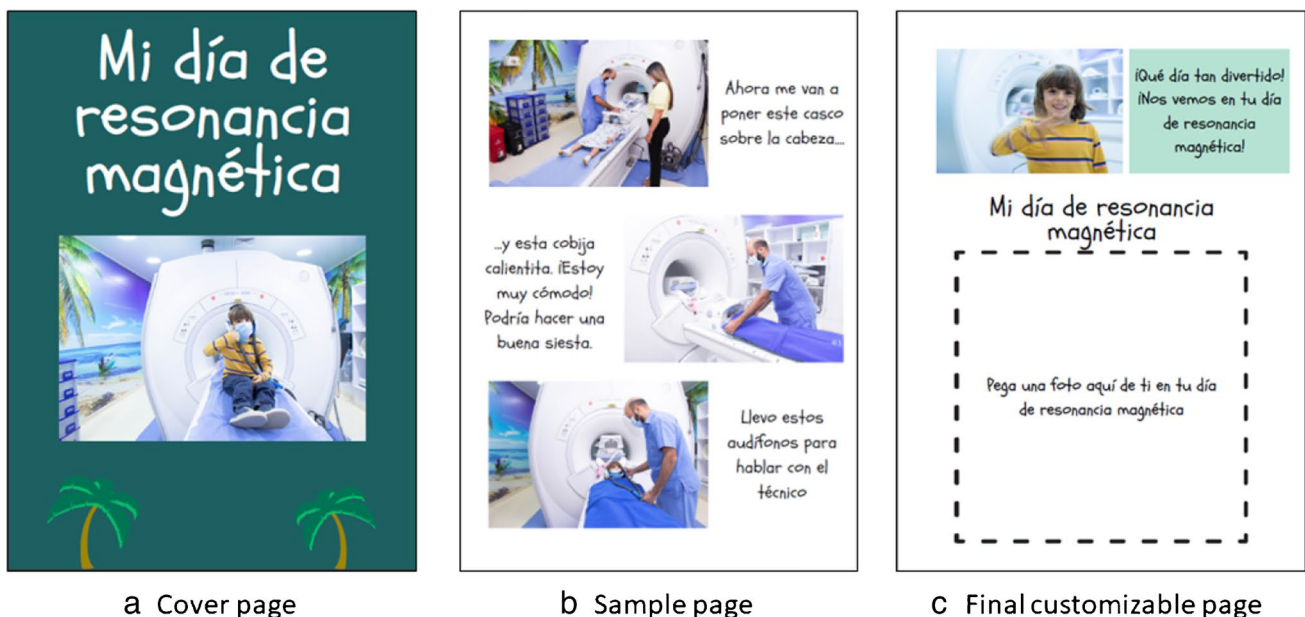 Mi día de
resonancia
magnética
Ahora me van a
poner este casco
sobre la cabeza....
...y esta cobija
calientita. ¡Estoy
muy cómodo!
Podría hacer una
buena siesta.
Llevo estos
audífonos para
hablar con el
técnico
¡Qué día tan divertido!
¡Nos vemos en tu día
de resonancia
magnética!
Mi día de resonancia
magnética
Pega una foto aquí de ti en tu día
de resonancia magnética
a Cover page
b Sample page
c Final customizable page